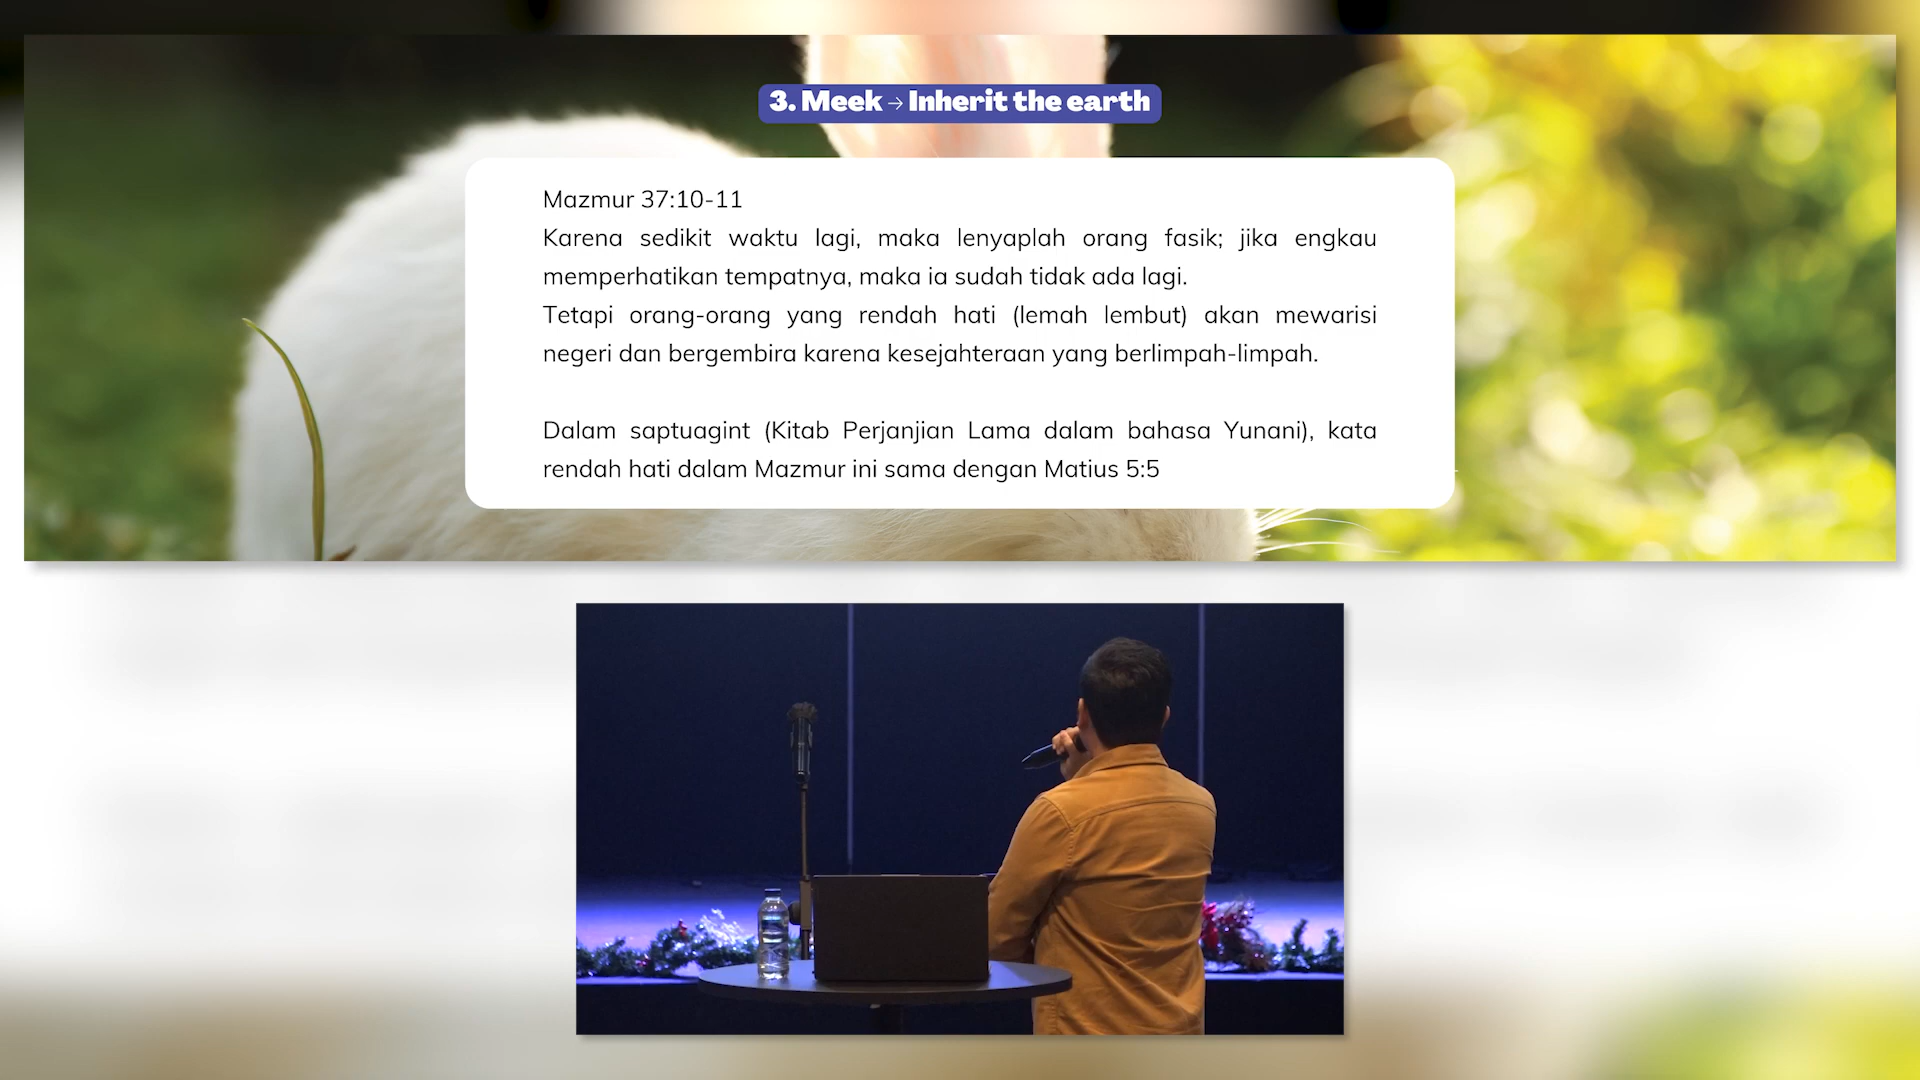 3. Meek → Inherit the earth
Mazmur 37:10-11
Karena sedikit waktu lagi, maka lenyaplah orang fasik; jika engkau
memperhatikan tempatnya, maka ia sudah tidak ada lagi.
Tetapi orang-orang yang rendah hati (lemah lembut) akan mewarisi
negeri dan bergembira karena kesejahteraan yang berlimpah-limpah.
Dalam saptuagint (Kitab Perjanjian Lama dalam bahasa Yunani), kata
rendah hati dalam Mazmur ini sama dengan Matius 5:5